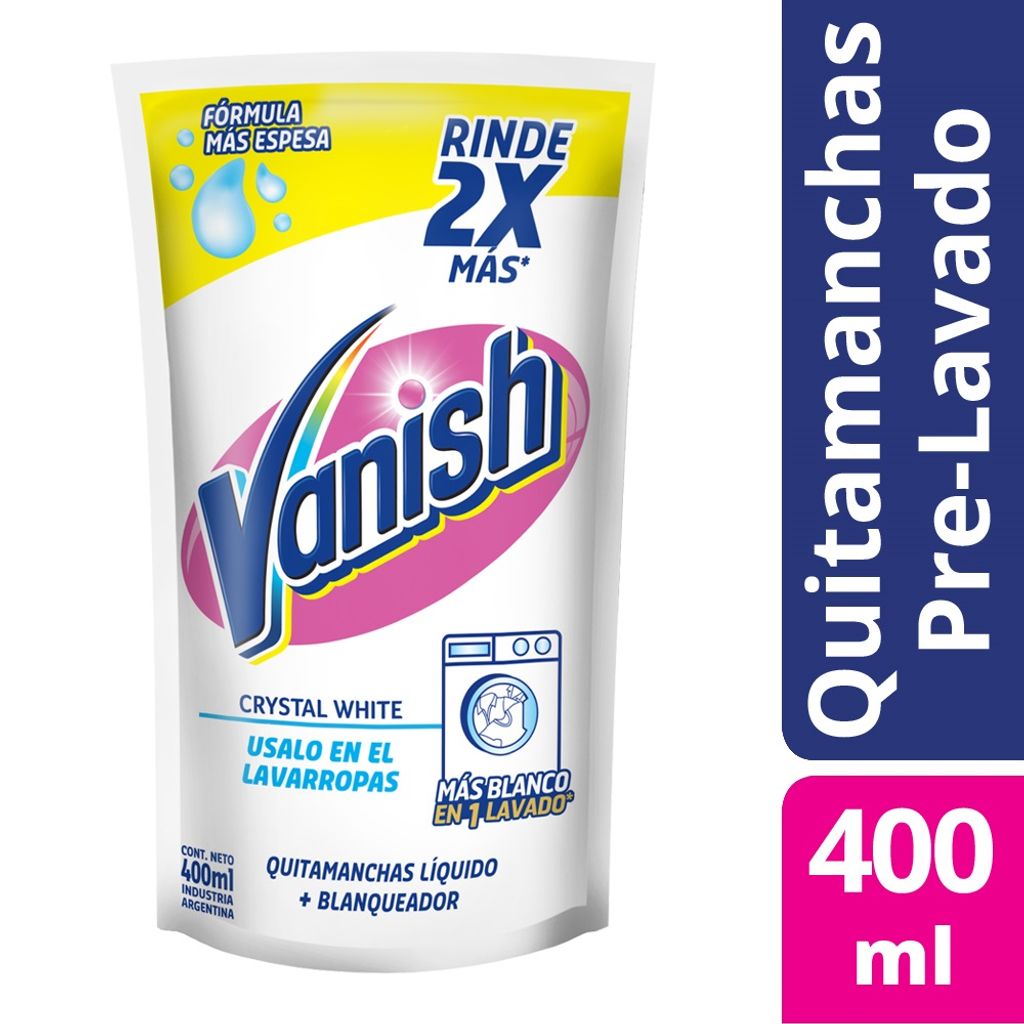 FÓRMULA
MÁS ESPESA
RINDE
2X
MÁS*
Vanish
CRYSTAL WHITE
USALO EN EL
LAVARROPAS
MÁS BLANCO
EN 1 LAVADO*
CONT. NETO
400ml
INDUSTRIA
ARGENTINA
QUITAMANCHAS LÍQUIDO
+ BLANQUEADOR
Quitamanchas
Pre-Lavado
400
ml